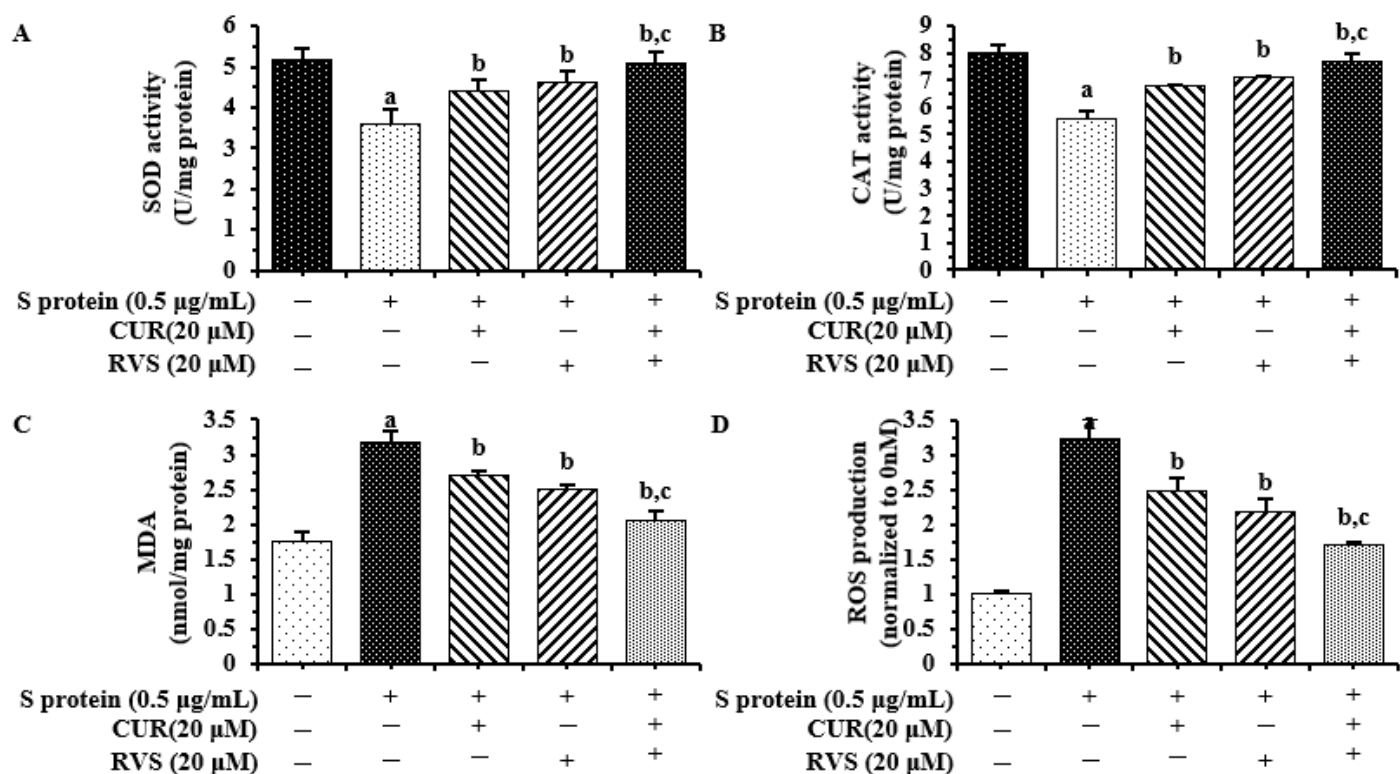 A
SOD activity
(U/mg protein)
6
5
4
3
2
1
0
a
b
b
b,c
S protein (0.5 μg/mL) – + + + +
CUR(20 μM) – – + – +
RVS (20 μM) – – – + +
B
CAT activity
(U/mg protein)
9
8
7
6
5
4
3
2
1
0
a
b
b
b,c
S protein (0.5 μg/mL) – + + + +
CUR(20 μM) – – + – +
RVS (20 μM) – – – + +
C
MDA
(nmol/mg protein)
3.5
3
2.5
2
1.5
1
0.5
0
a
b
b
b,c
S protein (0.5 μg/mL) – + + + +
CUR(20 μM) – – + – +
RVS (20 μM) – – – + +
D
ROS production
(normalized to 0nM)
3.5
3
2.5
2
1.5
1
0.5
0
a
b
b
b,c
S protein (0.5 μg/mL) – + + + +
CUR(20 μM) – – + – +
RVS (20 μM) – – – + +